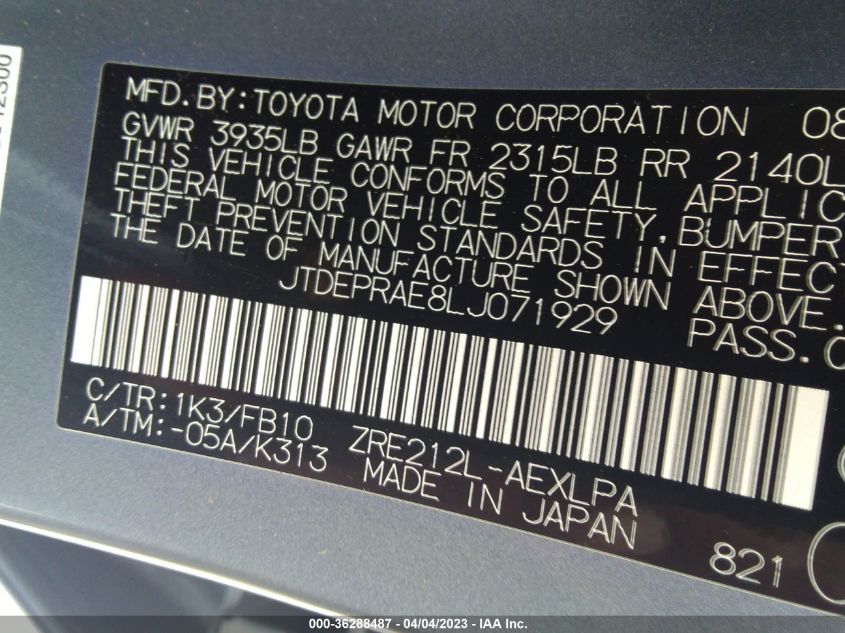 MFD. BY: TOYOTA MOTOR CORPORATION 08
GVWR 3935LB GAWR FR 2315LB RR 2140L
THIS VEHICLE CONFORMS TO ALL APPLIC
FEDERAL MOTOR VEHICLE SAFETY, BUMPER
THEFT PREVENTION STANDARDS IN EFFECT
THE DATE OF MANUFACTURE SHOWN ABOVE.
JTDEPRAE8LJ071929 PASS.C
C/TR: 1K3/FB10 ZRE212L-AEXLPA
A/TM: -05A/K313 MADE IN JAPAN 821
000-36288487 - 04/04/2023 - IAA Inc.